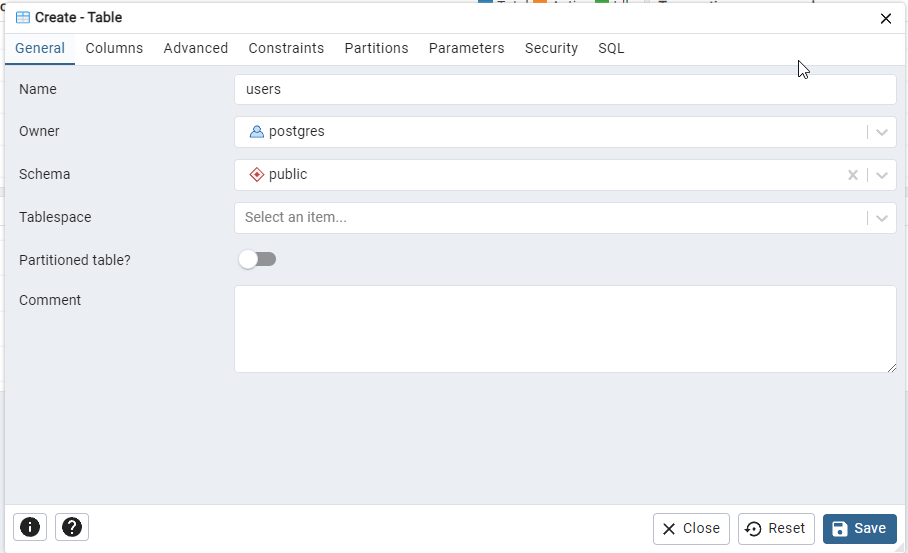 Create - Table
General Columns Advanced Constraints Partitions Parameters Security SQL
Name users
Owner postgres
Schema public
Tablespace Select an item...
Partitioned table?
Comment
Close Reset Save